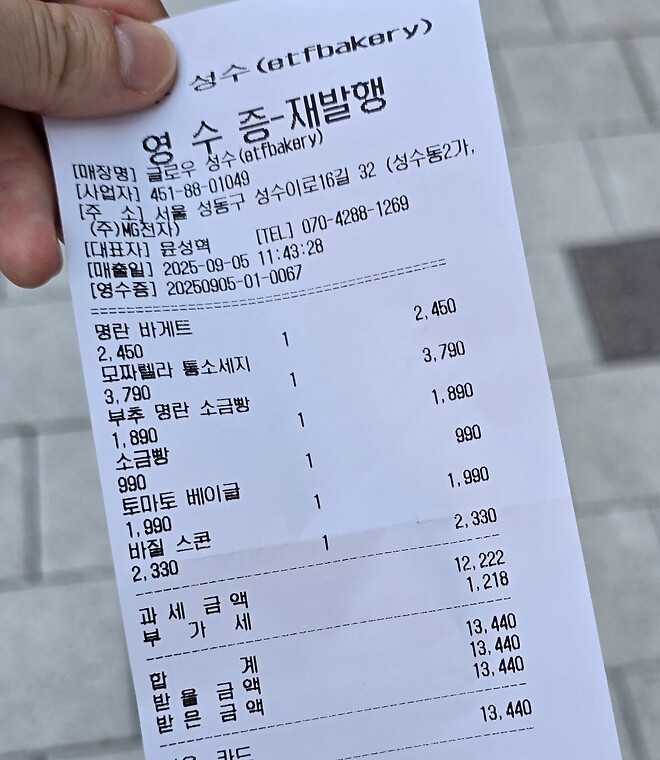 성수(etfbakery)
영 수 증-재발행
[매장명] 글로우 성수(etfbakery)
[사업자] 451-88-01049
[주 소] 서울 성동구 성수이로16길 32 (성수동2가,
(주)MG전자)
[대표자] 윤성혁 [TEL] 070-4288-1269
[매출일] 2025-09-05 11:43:28
[영수증] 20250905-01-0067
명란 바게트
2,450 1 2,450
모짜렐라 통소세지
3,790 1 3,790
부추 명란 소금빵
1,890 1 1,890
소금빵
990 1 990
토마토 베이글
1,990 1 1,990
바질 스콘
2,330 1 2,330
과 세 금 액 12,222
부 가 세 1,218
합 계 13,440
받 을 금 액 13,440
받 은 금 액 13,440
카드 13,440